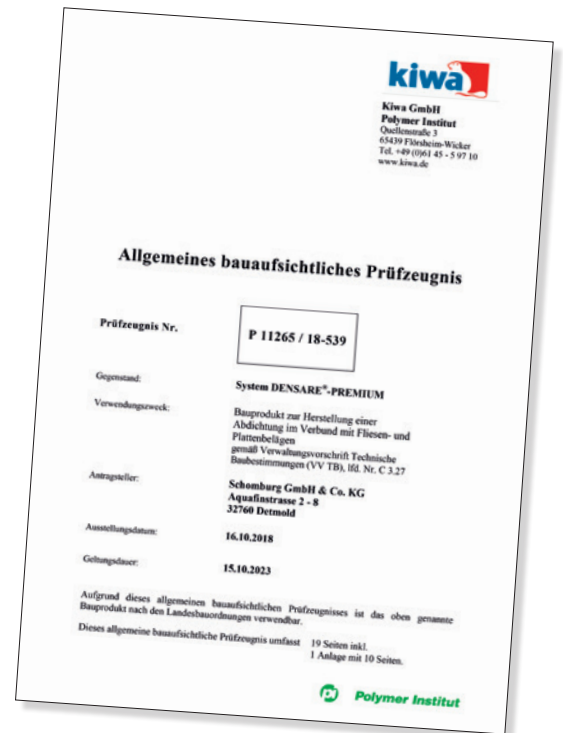 kiwa
Kiwa GmbH
Polymer Institut
Quellenstraße 3
65439 Flörsheim-Wicker
Tel. +49 (0)61 45 - 5 97 10
www.kiwa.de
Allgemeines bauaufsichtliches Prüfzeugnis
Prüfzeugnis Nr.
P 11265 / 18-539
Gegenstand:
System DENSARE®-PREMIUM
Verwendungszweck:
Bauprodukt zur Herstellung einer
Abdichtung im Verbund mit Fliesen- und
Plattenbelägen
gemäß Verwaltungsvorschrift Technische
Baubestimmungen (VV TB), lfd. Nr. C 3.27
Antragsteller:
Schomburg GmbH & Co. KG
Aquafinstrasse 2 - 8
32760 Detmold
Ausstellungsdatum:
16.10.2018
Geltungsdauer:
15.10.2023
Aufgrund dieses allgemeinen bauaufsichtlichen Prüfzeugnisses ist das oben genannte
Bauprodukt nach den Landesbauordnungen verwendbar.
Dieses allgemeine bauaufsichtliche Prüfzeugnis umfasst 19 Seiten inkl.
1 Anlage mit 10 Seiten.
pi Polymer Institut